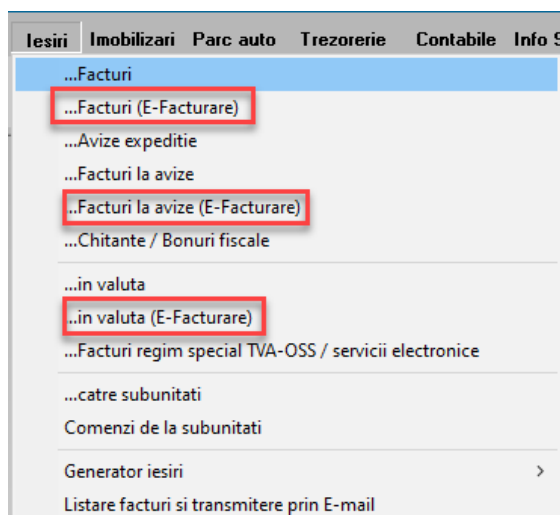 Iesiri Imobilizari Parc auto Trezorerie Contabile Info
...Facturi
...Facturi (E-Facturare)
...Avize expeditie
...Facturi la avize
...Facturi la avize (E-Facturare)
...Chitante / Bonuri fiscale
...in valuta
...in valuta (E-Facturare)
...Facturi regim special TVA-OSS / servicii electronice
...catre subunitati
Comenzi de la subunitati
Generator iesiri
Listare facturi si transmitere prin E-mail